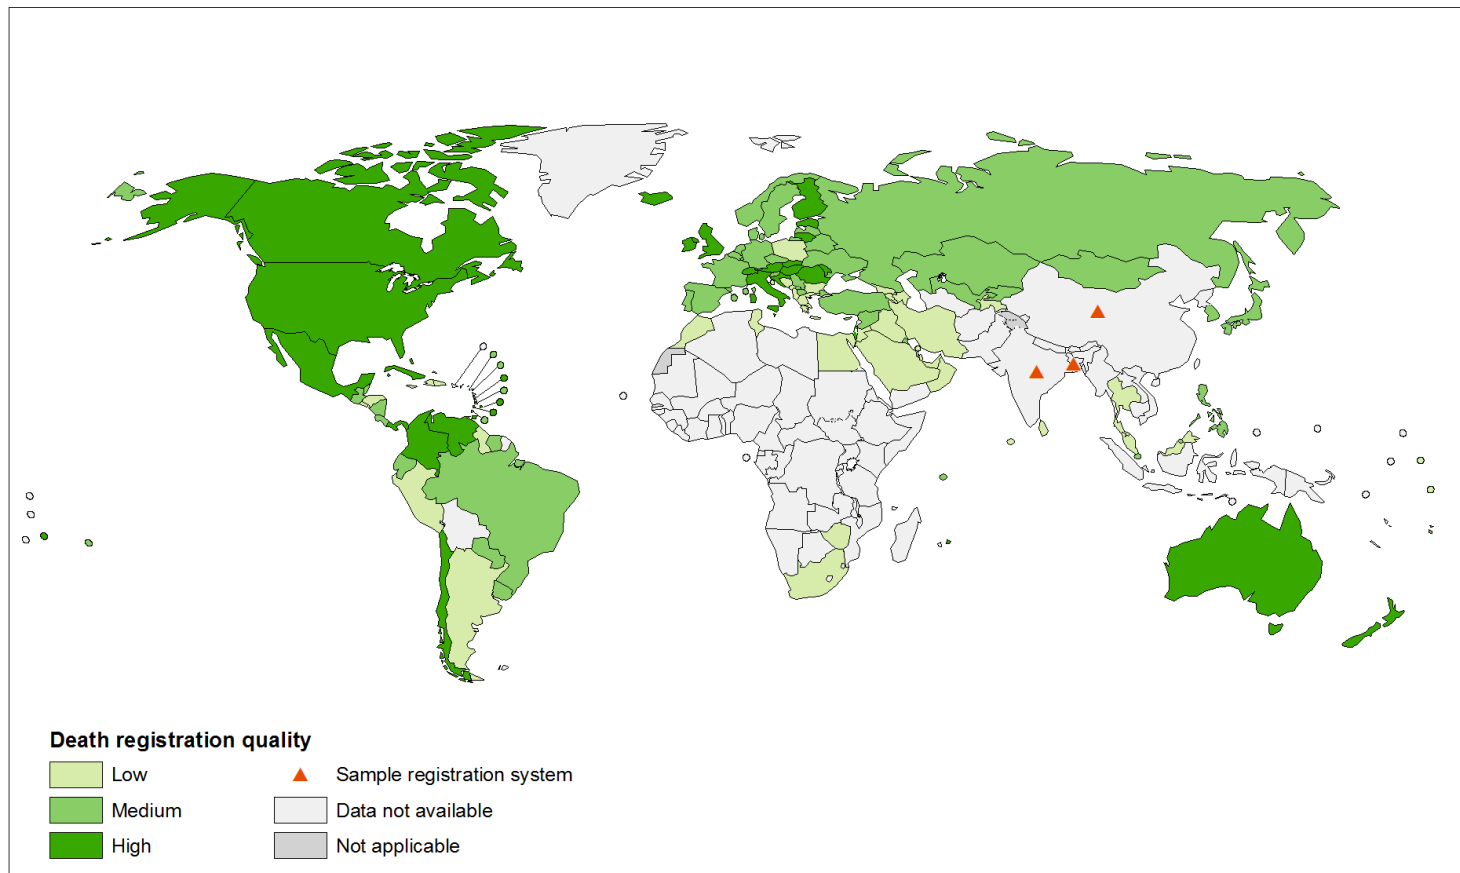 Death registration quality
Low
Medium
High
Sample registration system
Data not available
Not applicable